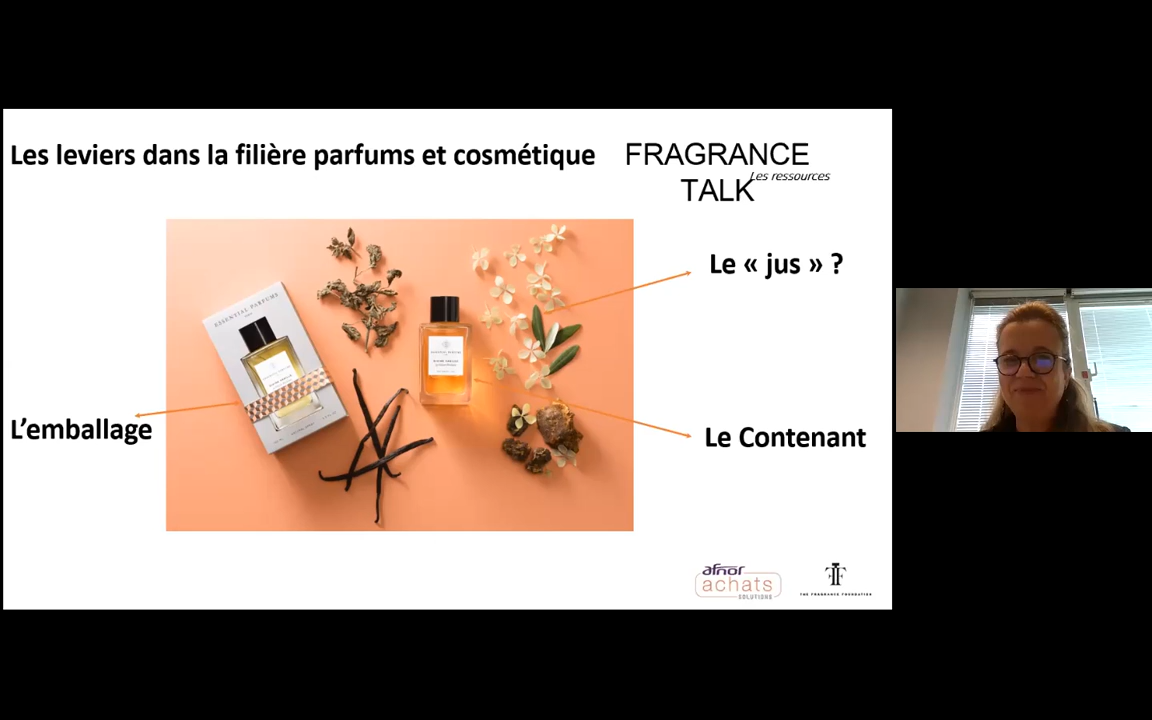 Les leviers dans la filière parfums et cosmétique
FRAGRANCE
TALK
Les ressources
Le « jus » ?
ESSENTIAL PARFUMS
L'emballage
Le Contenant
afnor
achats
SOLUTIONS
THE FRAGRANCE FOUNDATION